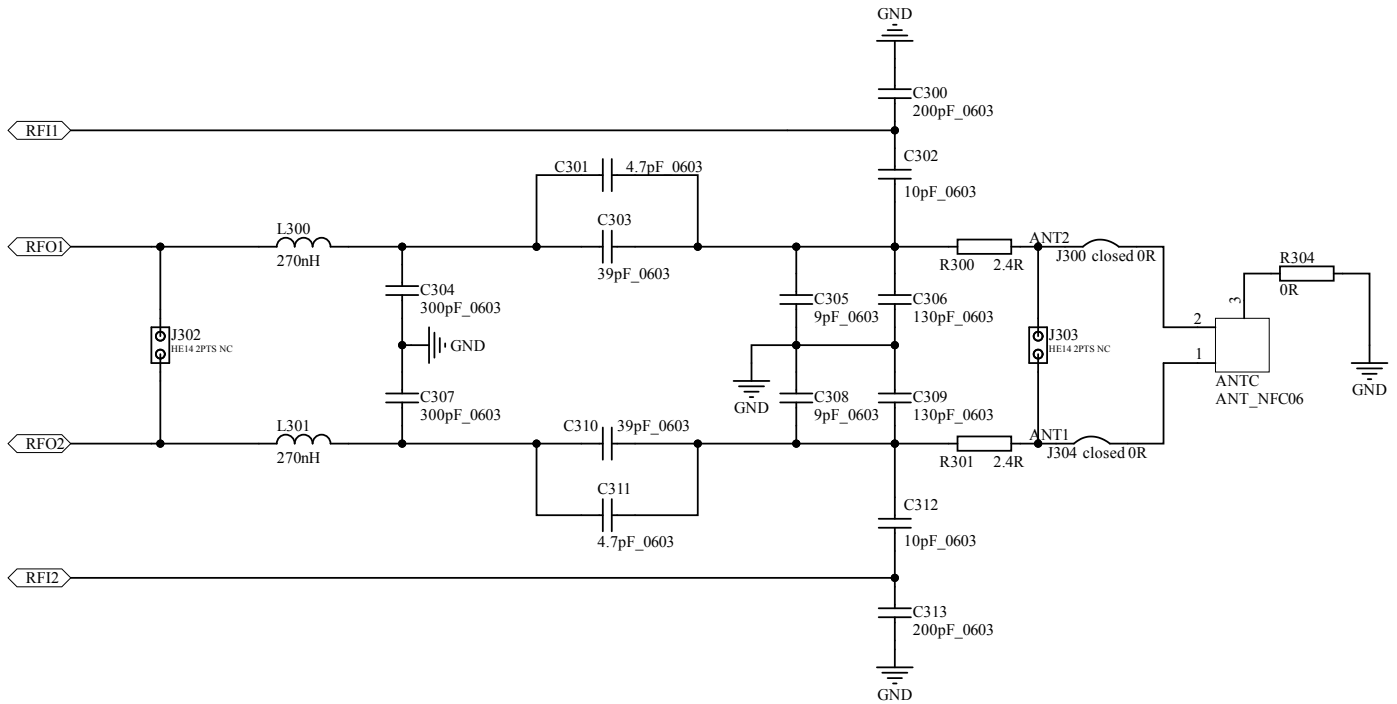 GND
C300
200pF_0603
RFI1
C302
10pF_0603
C301 4.7pF_0603
C303
39pF_0603
RFO1
L300
270nH
ANT2
R300 2.4R
J300 closed 0R
R304
0R
C304
300pF_0603
C305
9pF_0603
C306
130pF_0603
3
2
J302
HE14 2PTS NC
GND
J303
HE14 2PTS NC
1
GND
C307
300pF_0603
C308
9pF_0603
C309
130pF_0603
ANTC
ANT_NFC06
GND
RFO2
L301
270nH
C310 39pF_0603
ANT1
R301 2.4R
J304 closed 0R
C311
4.7pF_0603
C312
10pF_0603
RFI2
C313
200pF_0603
GND